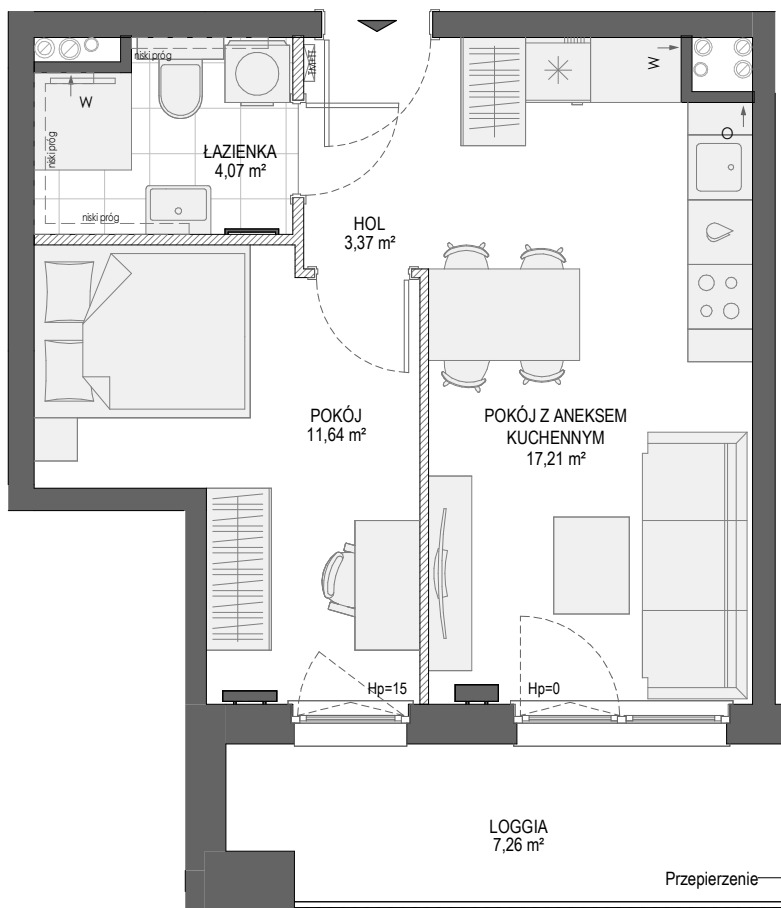 niski próg
W
W
niski próg
O
ŁAZIENKA
4,07 m²
niski próg
HOL
3,37 m²
POKÓJ
11,64 m²
POKÓJ Z ANEKSEM
KUCHENNYM
17,21 m²
Hp=15
Hp=0
LOGGIA
7,26 m²
Przepierzenie